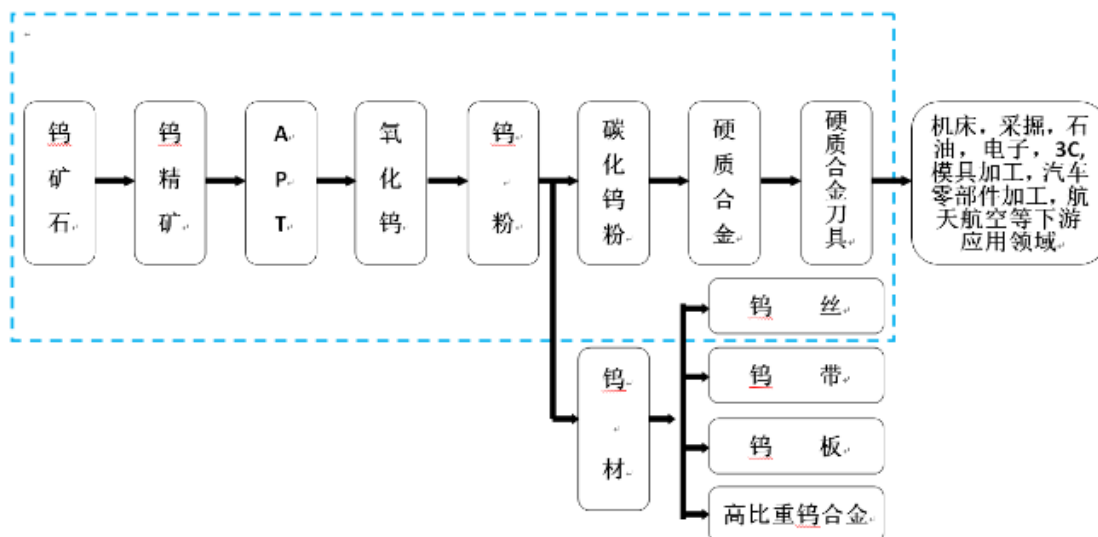 钨矿石
钨精矿
APT
氧化钨
钨粉
碳化钨粉
硬质合金
硬质合金刀具
机床，采掘，石
油，电子，3C,
模具加工，汽车
零部件加工，航
天航空等下游
应用领域
钨材
钨 丝
钨 带
钨 板
高比重钨合金